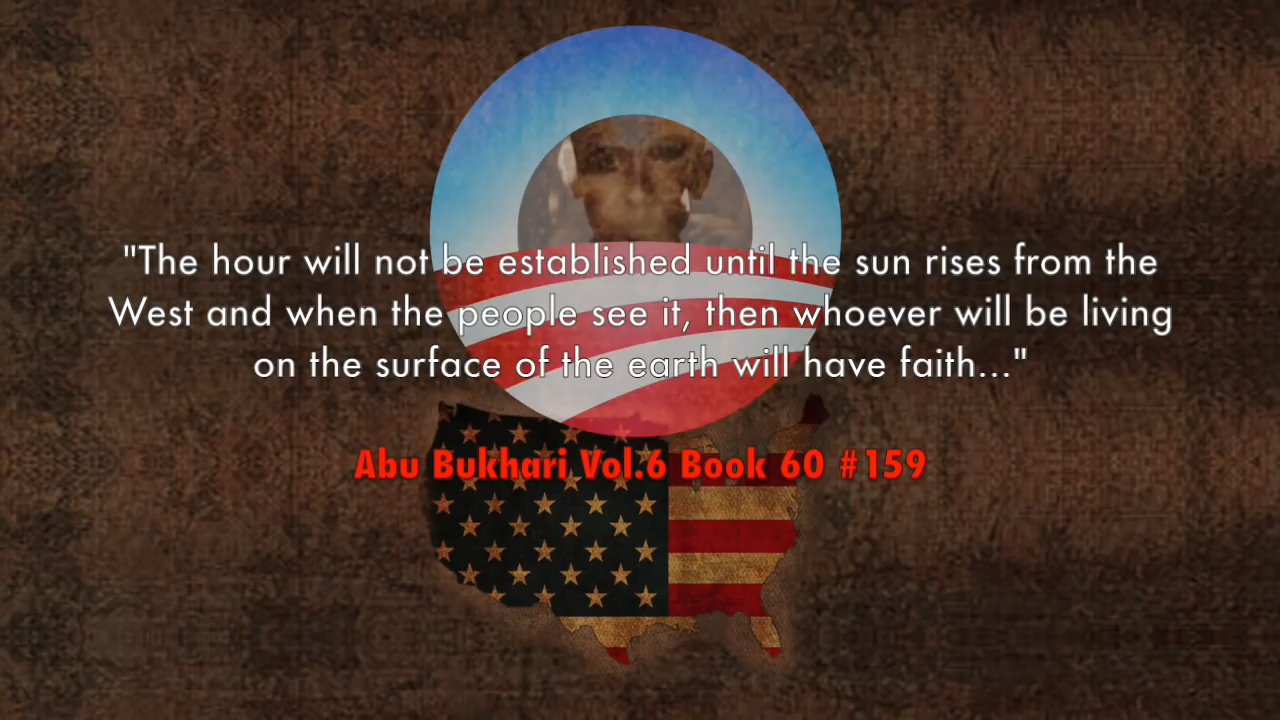 "The hour will not be established until the sun rises from the
West and when the people see it, then whoever will be living
on the surface of the earth will have faith..."
Abu Bukhari Vol.6 Book 60 #159